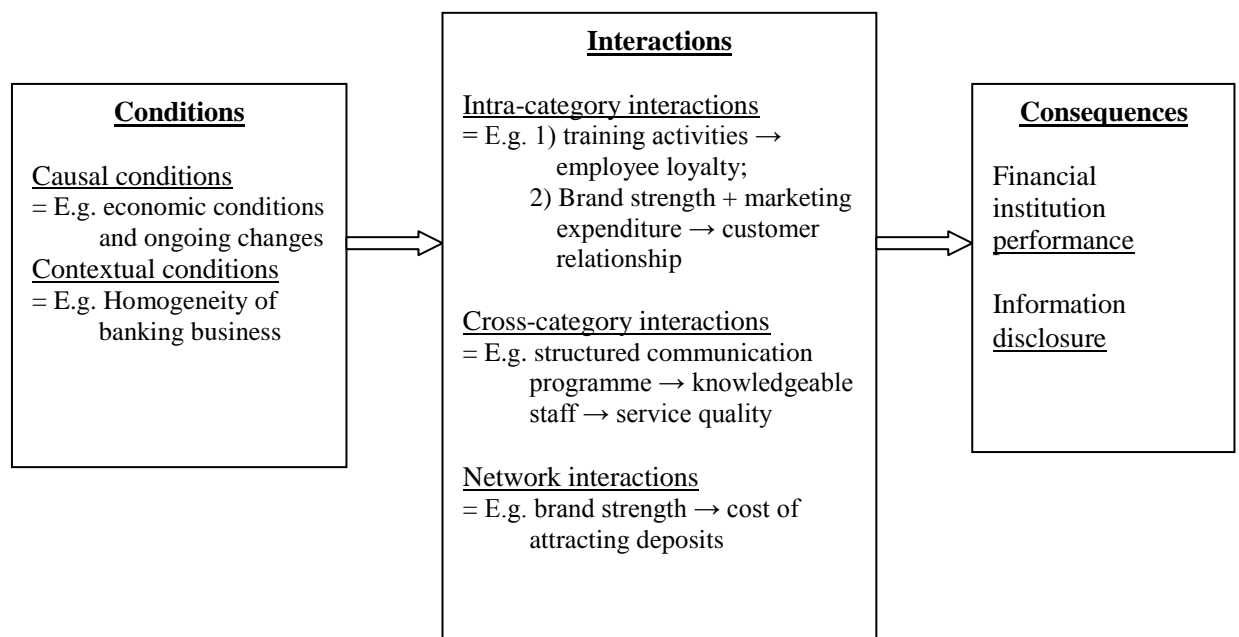 Conditions
Causal conditions
= E.g. economic conditions
and ongoing changes
Contextual conditions
= E.g. Homogeneity of
banking business
Interactions
Intra-category interactions
= E.g. 1) training activities →
employee loyalty;
2) Brand strength + marketing
expenditure → customer
relationship
Cross-category interactions
= E.g. structured communication
programme → knowledgeable
staff → service quality
Network interactions
= E.g. brand strength → cost of
attracting deposits
Consequences
Financial
institution
performance
Information
disclosure